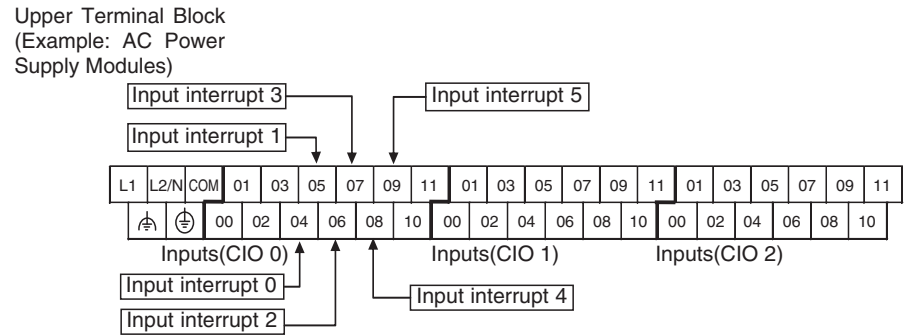 Upper Terminal Block
(Example: AC Power
Supply Modules)
Input interrupt 3
Input interrupt 5
Input interrupt 1
L1 L2/N COM 01 03 05 07 09 11 01 03 05 07 09 11 01 03 05 07 09 11
00 02 04 06 08 10 00 02 04 06 08 10 00 02 04 06 08 10
Inputs(CIO 0) Inputs(CIO 1) Inputs(CIO 2)
Input interrupt 0
Input interrupt 4
Input interrupt 2